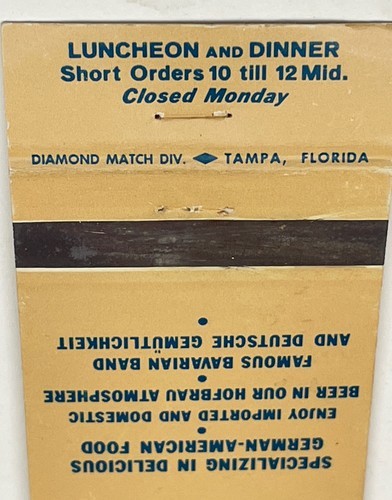 LUNCHEON AND DINNER
Short Orders 10 till 12 Mid.
Closed Monday
DIAMOND MATCH DIV. TAMPA, FLORIDA
SPECIALIZING IN DELICIOUS
GERMAN-AMERICAN FOOD
•
ENJOY IMPORTED AND DOMESTIC
BEER IN OUR HOFBRAU ATMOSPHERE
•
FAMOUS BAVARIAN BAND
AND DEUTSCHE GEMÜTLICHKEIT
•